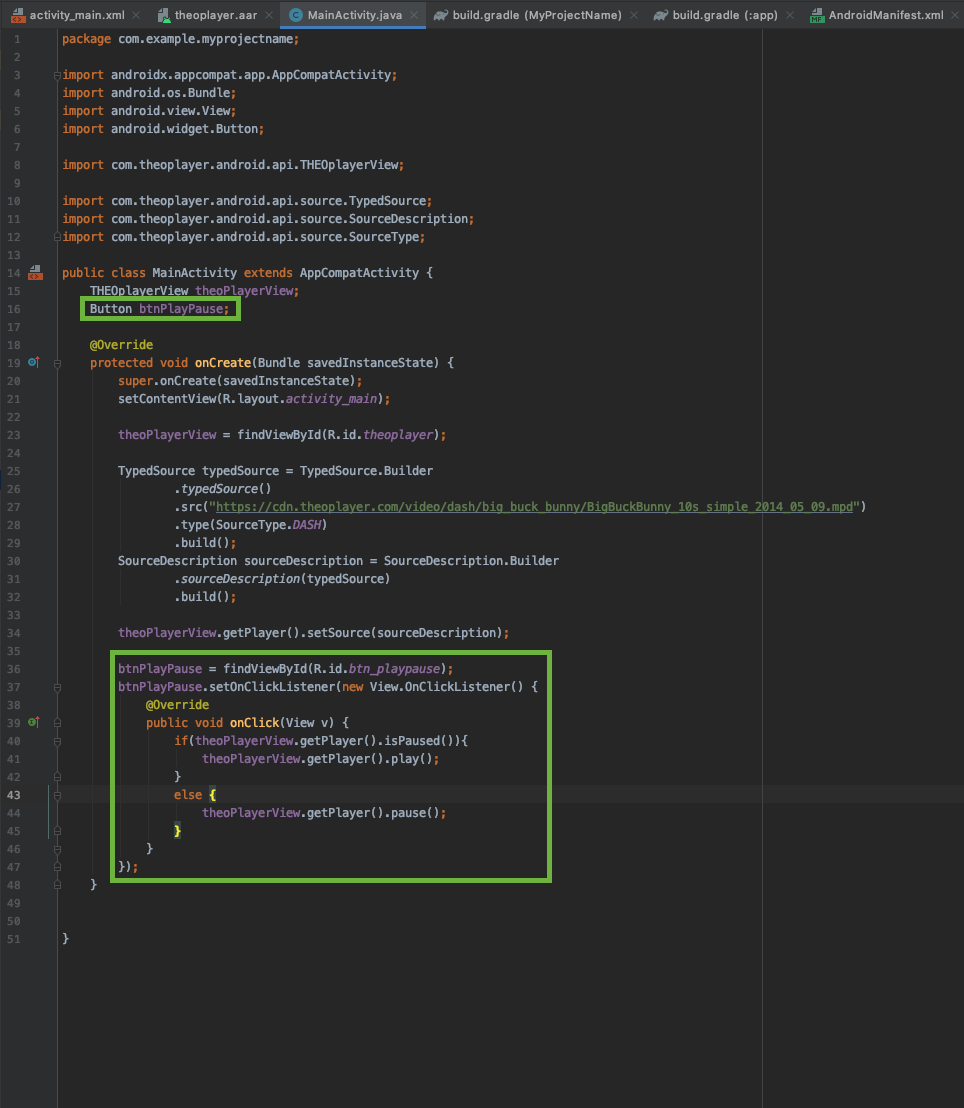 activity_main.xml theoplayer.aar MainActivity.java build.gradle (MyProjectName) build.gradle (:app) AndroidManifest.xml
1 package com.example.myprojectname;
2
3 import androidx.appcompat.app.AppCompatActivity;
4 import android.os.Bundle;
5 import android.view.View;
6 import android.widget.Button;
7
8 import com.theoplayer.android.api.THEOplayerView;
9
10 import com.theoplayer.android.api.source.TypedSource;
11 import com.theoplayer.android.api.source.SourceDescription;
12 import com.theoplayer.android.api.source.SourceType;
13
14 public class MainActivity extends AppCompatActivity {
15 THEOplayerView theoPlayerView;
16 Button btnPlayPause;
17
18 @Override
19 protected void onCreate(Bundle savedInstanceState) {
20 super.onCreate(savedInstanceState);
21 setContentView(R.layout.activity_main);
22
23 theoPlayerView = findViewById(R.id.theoplayer);
24
25 TypedSource typedSource = TypedSource.Builder
26 .typedSource()
27 .src("https://cdn.theoplayer.com/video/dash/big_buck_bunny/BigBuckBunny_10s_simple_2014_05_09.mpd")
28 .type(SourceType.DASH)
29 .build();
30 SourceDescription sourceDescription = SourceDescription.Builder
31 .sourceDescription(typedSource)
32 .build();
33
34 theoPlayerView.getPlayer().setSource(sourceDescription);
35
36 btnPlayPause = findViewById(R.id.btn_playpause);
37 btnPlayPause.setOnClickListener(new View.OnClickListener() {
38 @Override
39 public void onClick(View v) {
40 if(theoPlayerView.getPlayer().isPaused()){
41 theoPlayerView.getPlayer().play();
42 }
43 else {
44 theoPlayerView.getPlayer().pause();
45 }
46 }
47 });
48 }
49
50
51 }